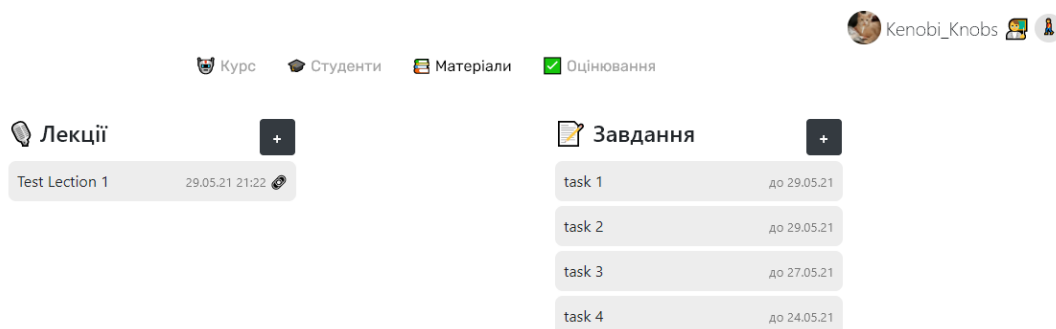 Kenobi_Knobs
Курс Студенти Матеріали Оцінювання
Лекції +
Test Lection 1 29.05.21 21:22
Завдання +
task 1 до 29.05.21
task 2 до 29.05.21
task 3 до 27.05.21
task 4 до 24.05.21